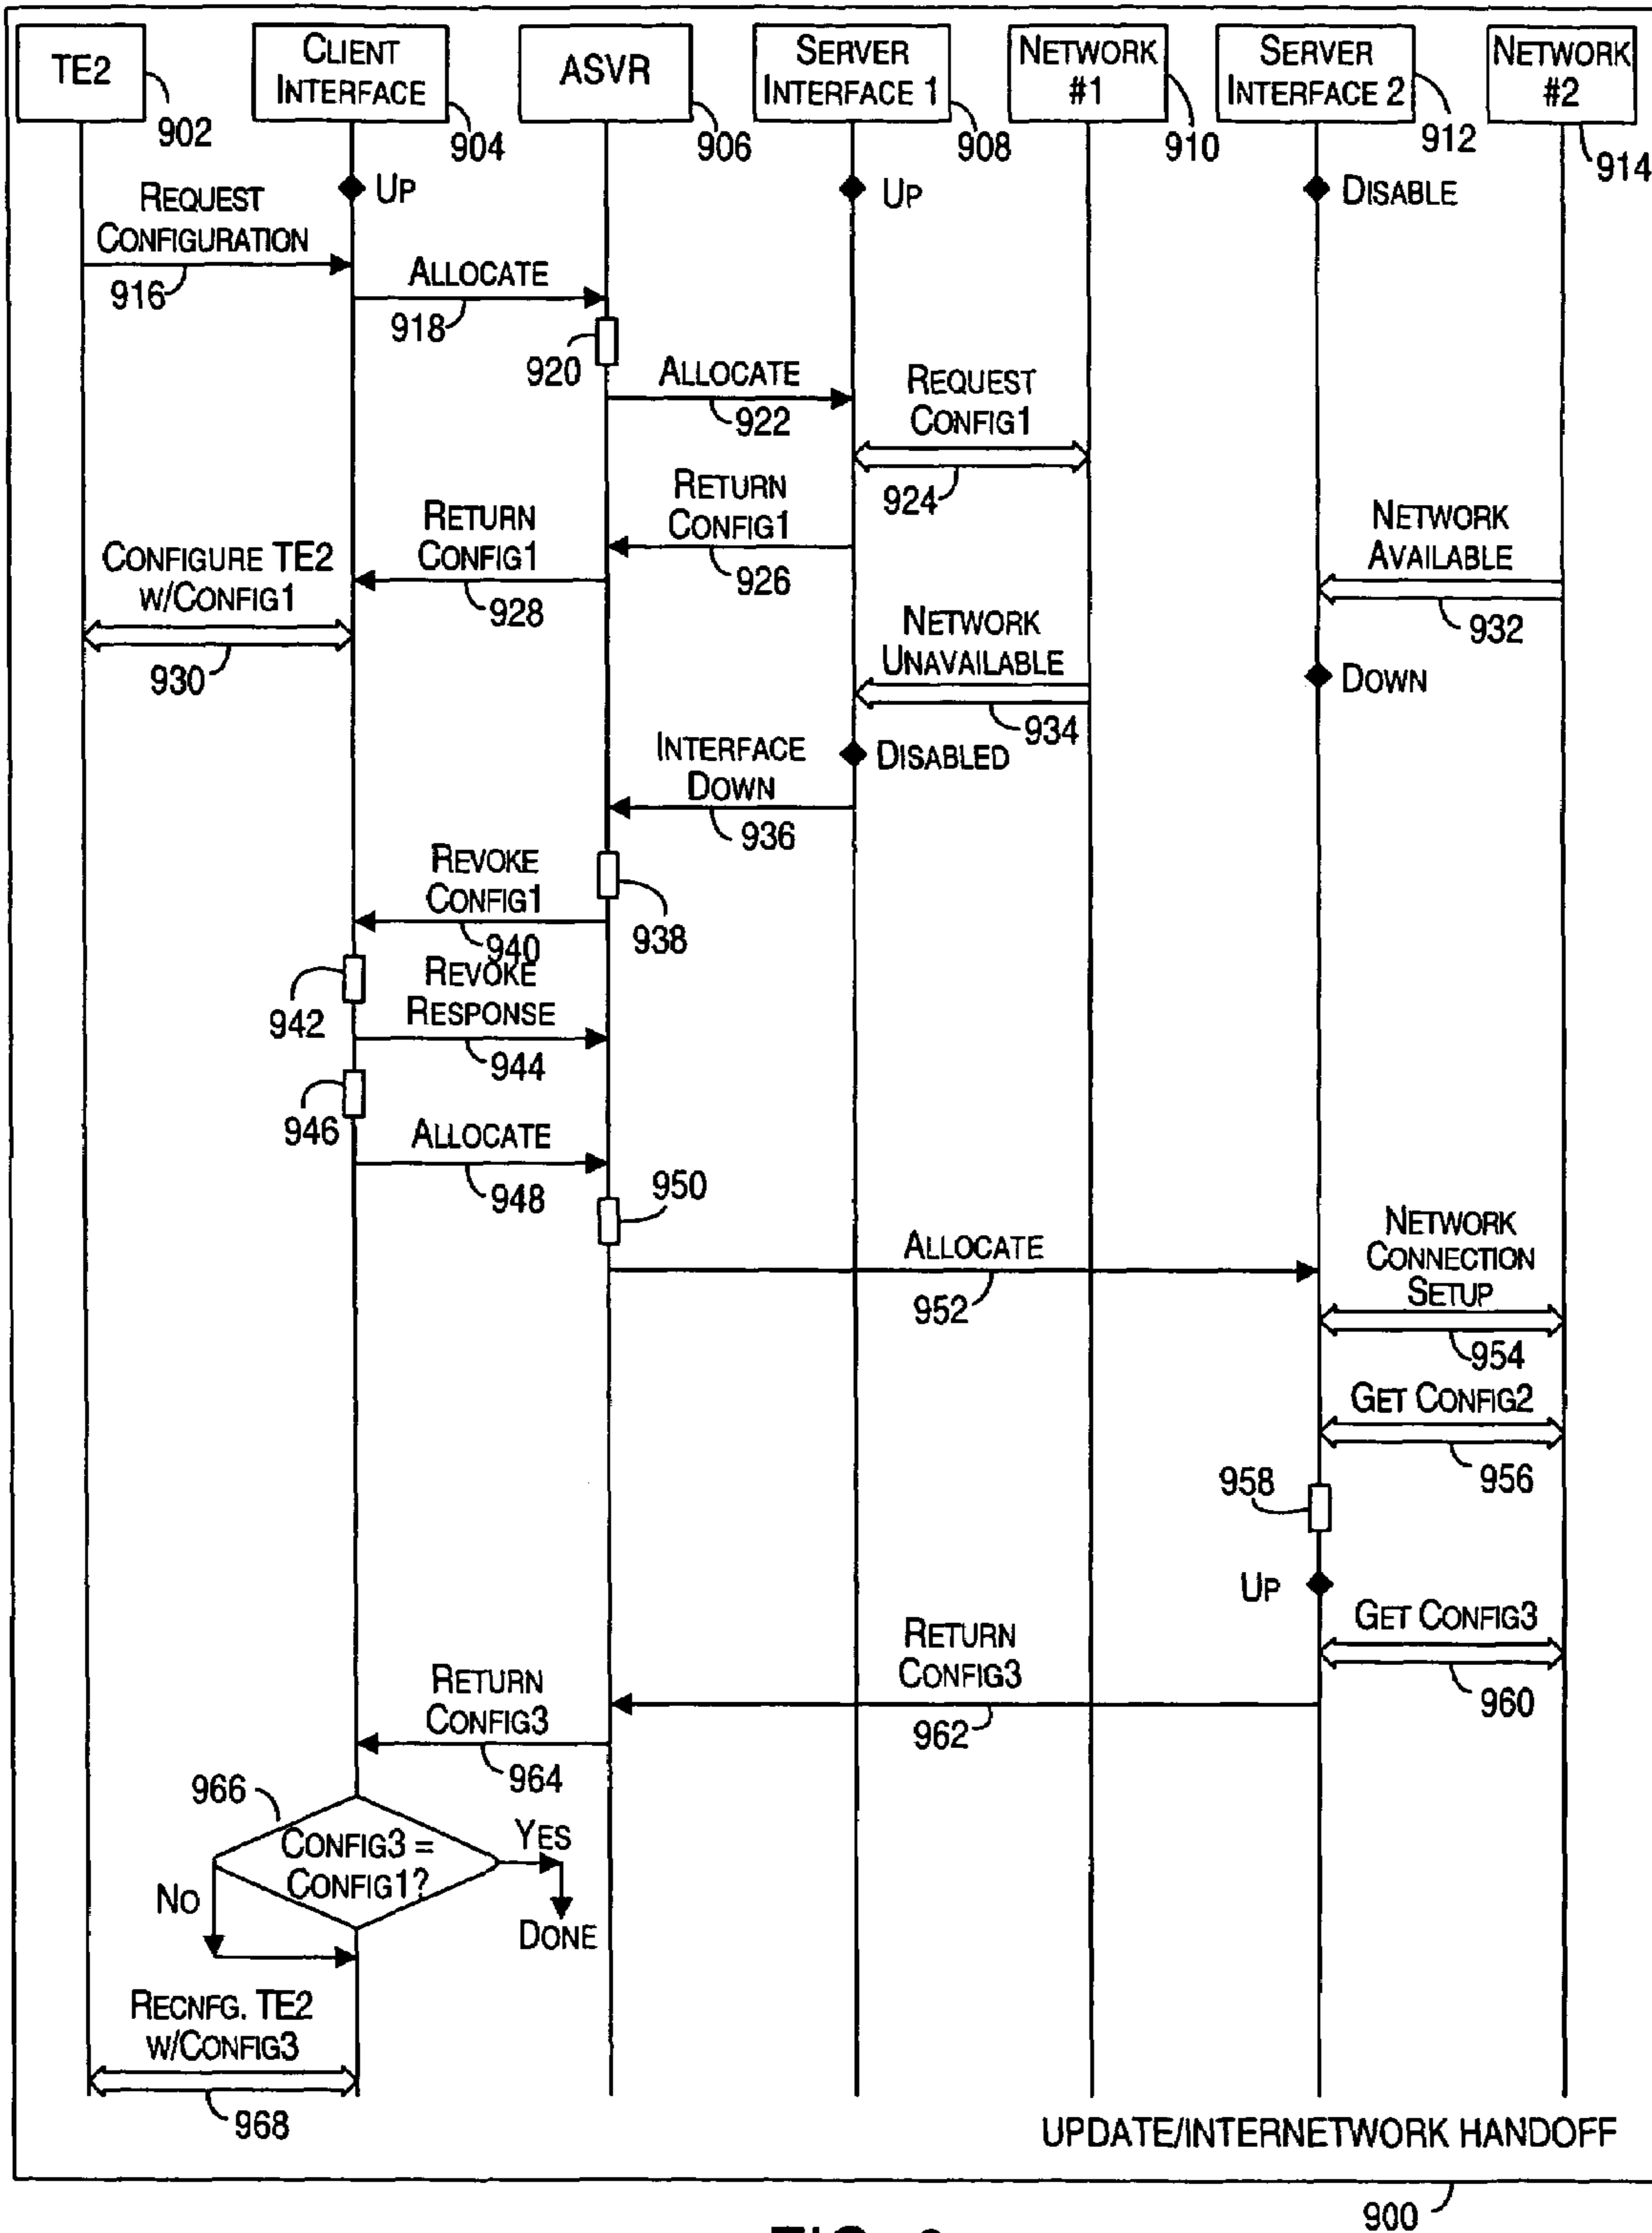 TE2
902
CLIENT
INTERFACE
904
ASVR
906
SERVER
INTERFACE 1
908
NETWORK
#1
910
SERVER
INTERFACE 2
912
NETWORK
#2
914
UP
UP
DISABLE
REQUEST
CONFIGURATION
916
ALLOCATE
918
920
ALLOCATE
922
REQUEST
CONFIG1
924
RETURN
CONFIG1
926
RETURN
CONFIG1
928
CONFIGURE TE2
W/CONFIG1
930
NETWORK
AVAILABLE
932
DOWN
NETWORK
UNAVAILABLE
934
DISABLED
INTERFACE
DOWN
936
938
REVOKE
CONFIG1
940
942
REVOKE
RESPONSE
944
946
ALLOCATE
948
950
ALLOCATE
952
NETWORK
CONNECTION
SETUP
954
GET CONFIG2
956
958
UP
GET CONFIG3
960
RETURN
CONFIG3
962
RETURN
CONFIG3
964
966
CONFIG3 =
CONFIG1?
YES
DONE
NO
RECNFG. TE2
W/CONFIG3
968
UPDATE/INTERNETWORK HANDOFF
900